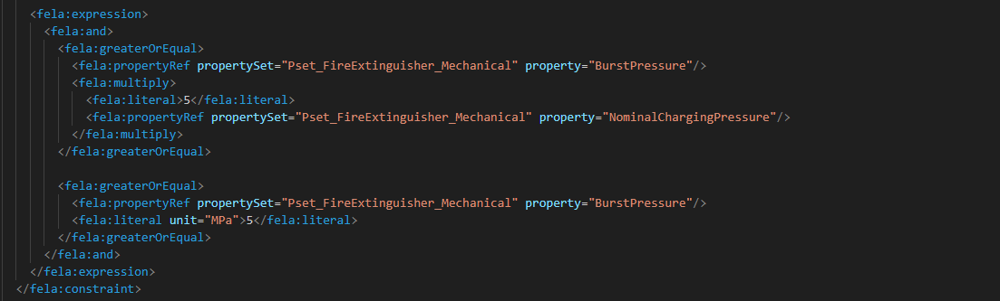 <fela:expression>
<fela:and>
<fela:greaterOrEqual>
<fela:propertyRef propertySet="Pset_FireExtinguisher_Mechanical" property="BurstPressure"/>
<fela:multiply>
<fela:literal>5</fela:literal>
<fela:propertyRef propertySet="Pset_FireExtinguisher_Mechanical" property="NominalChargingPressure"/>
</fela:multiply>
</fela:greaterOrEqual>
<fela:greaterOrEqual>
<fela:propertyRef propertySet="Pset_FireExtinguisher_Mechanical" property="BurstPressure"/>
<fela:literal unit="MPa">5</fela:literal>
</fela:greaterOrEqual>
</fela:and>
</fela:expression>
</fela:constraint>